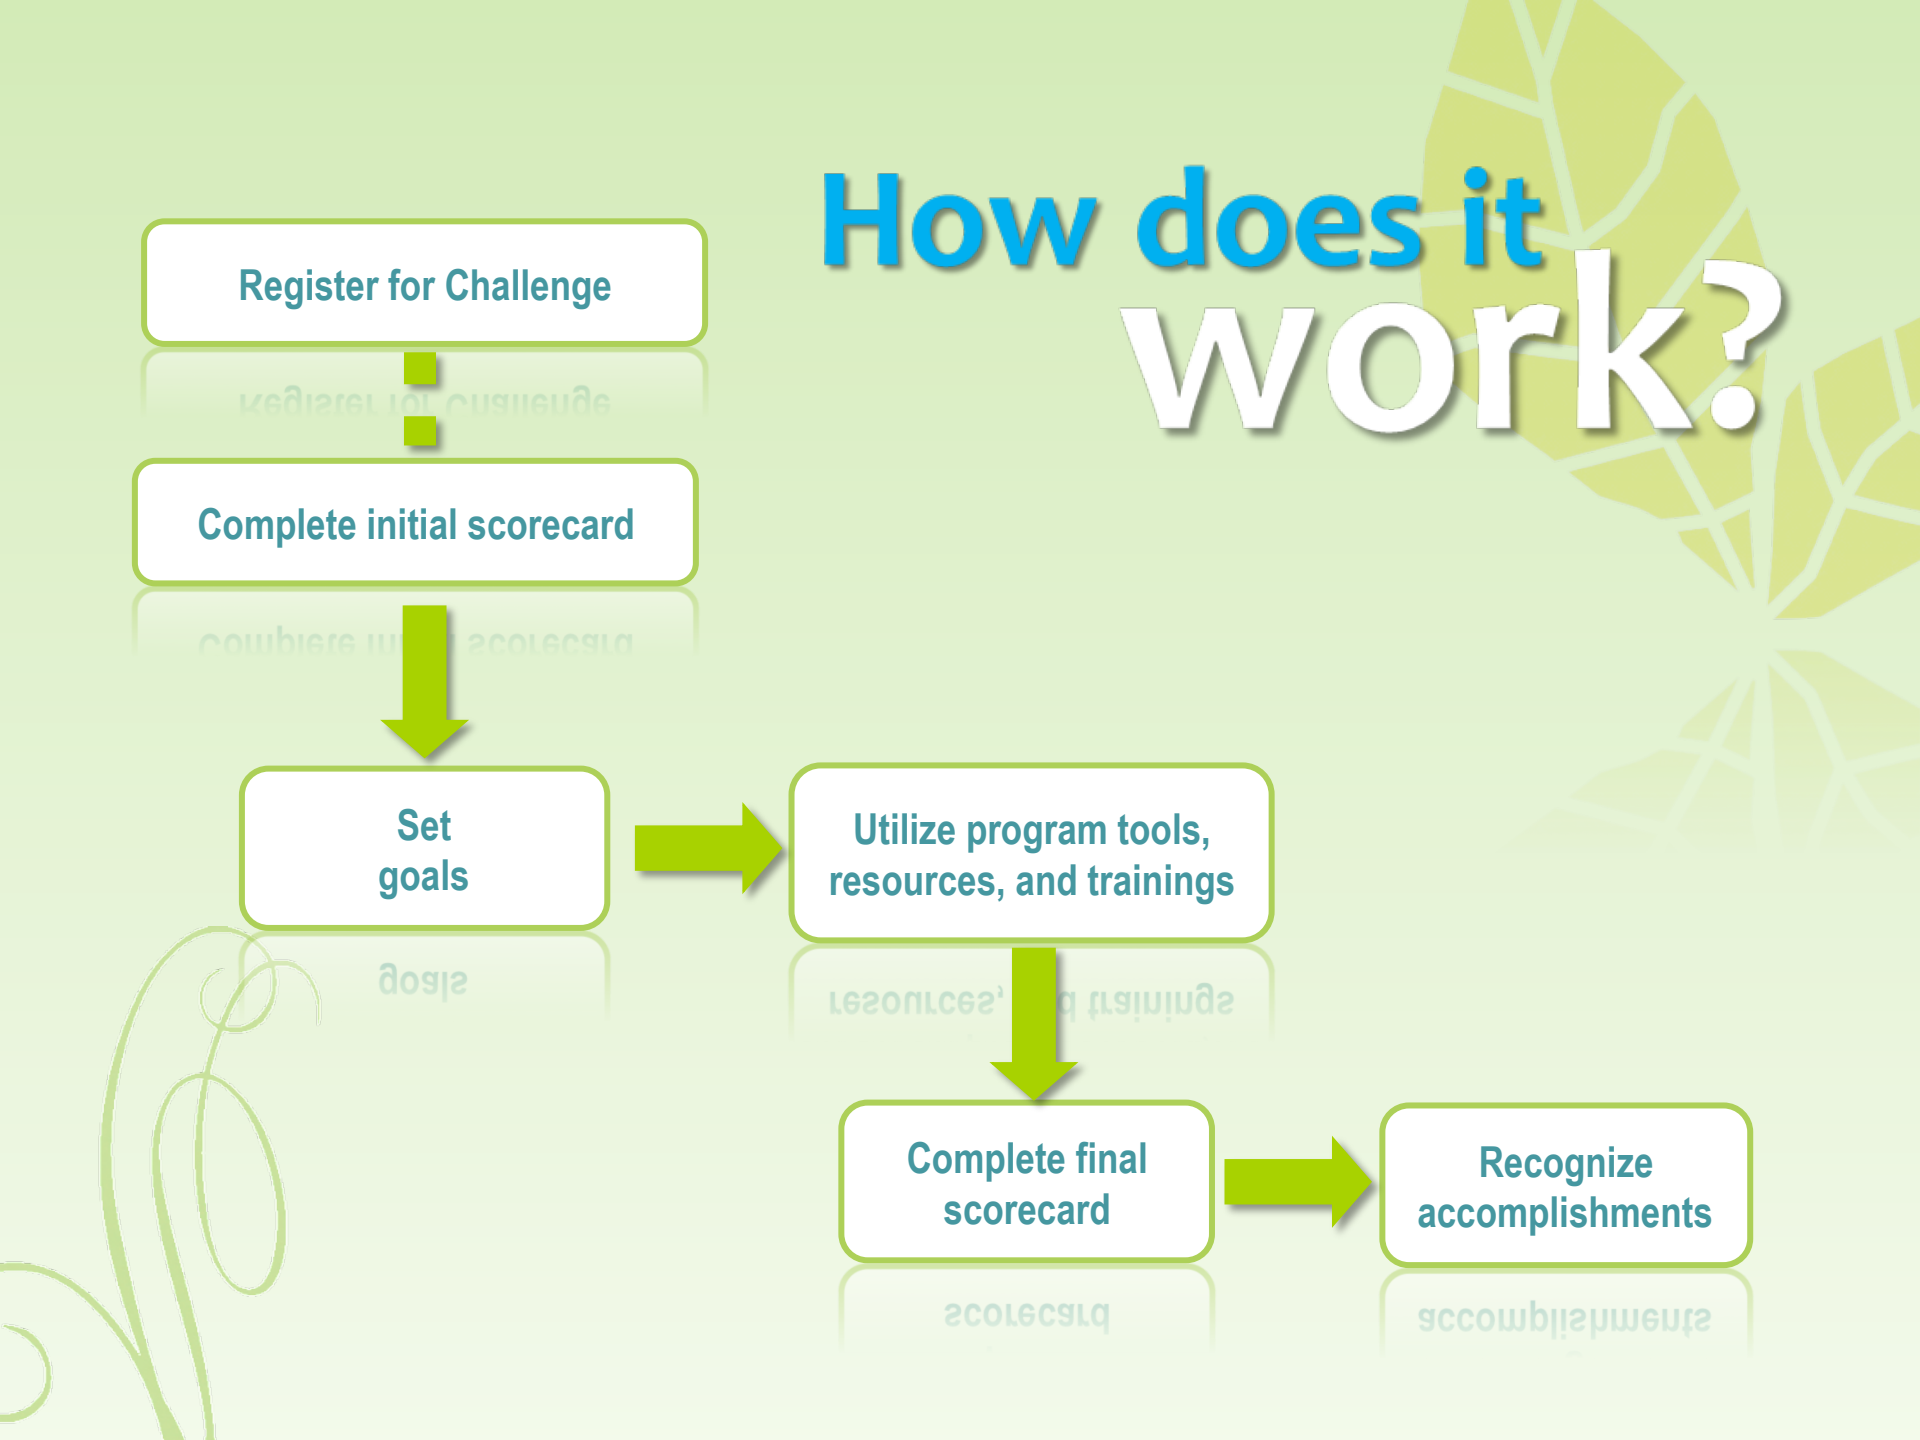 How does it
work?
Register for Challenge
Complete initial scorecard
Set
goals
Utilize program tools,
resources, and trainings
Complete final
scorecard
Recognize
accomplishments